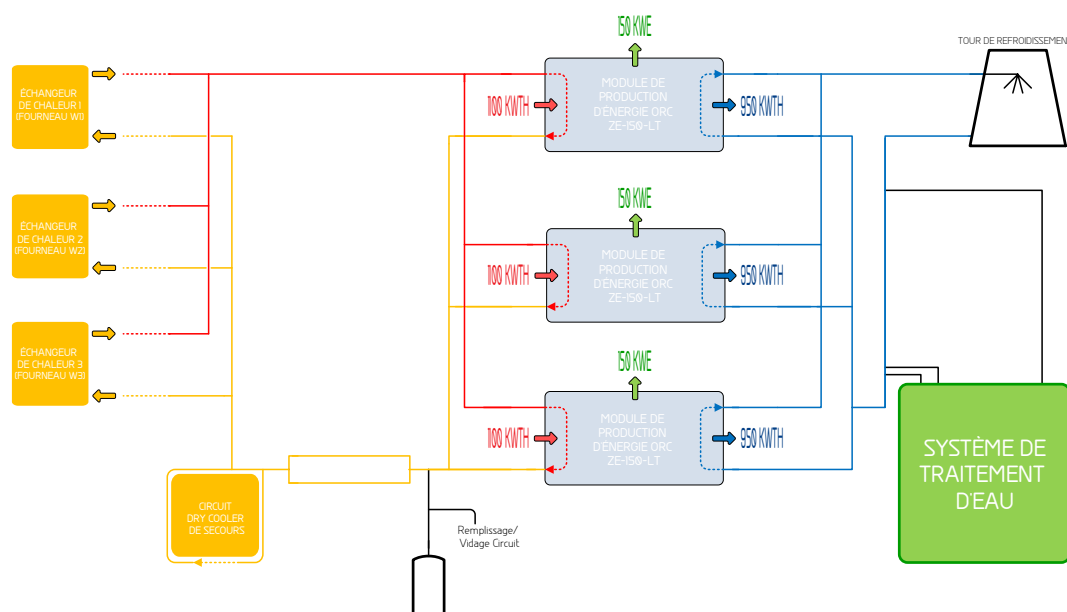 150 KWE
TOUR DE REFROIDISSEMEN
ÉCHANGEUR
DE CHALEUR 1
(FOURNEAU W1)
1100 KWTH
MODULE DE
PRODUCTION
D'ÉNERGIE ORC
ZE-150-LT
950 KWTH
150 KWE
ÉCHANGEUR
DE CHALEUR 2
(FOURNEAU W2)
1100 KWTH
MODULE DE
PRODUCTION
D'ÉNERGIE ORC
ZE-150-LT
950 KWTH
150 KWE
ÉCHANGEUR
DE CHALEUR 3
(FOURNEAU W3)
1100 KWTH
MODULE DE
PRODUCTION
D'ÉNERGIE ORC
ZE-150-LT
950 KWTH
SYSTÈME DE
TRAITEMENT
D'EAU
CIRCUIT
DRY COOLER
DE SECOURS
Remplissage/
Vidage Circuit